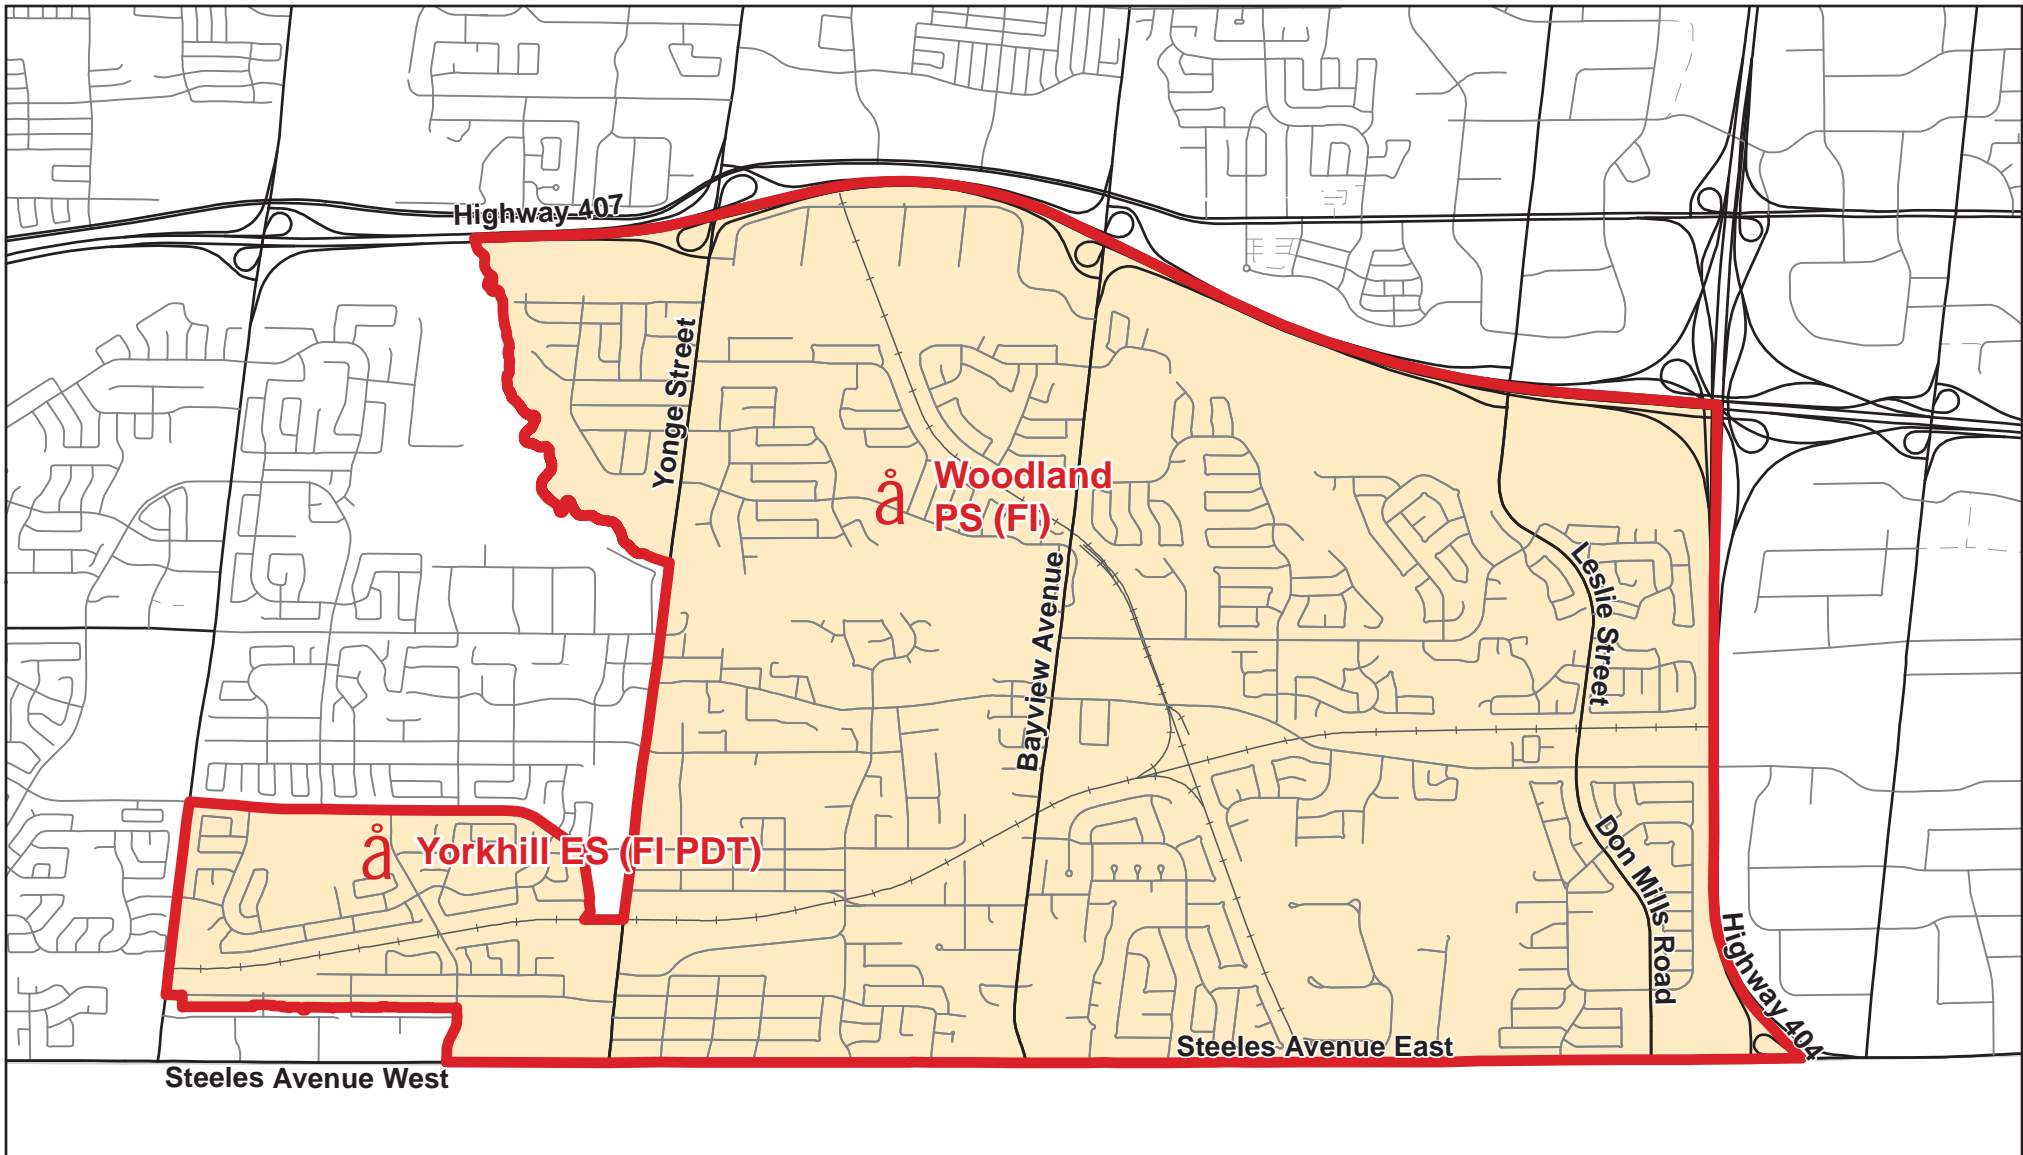 Highway 407
Yonge Street
å
Woodland
PS (FI)
Bayview Avenue
Leslie Street
å
Yorkhill ES (FI PDT)
Don Mills Road
Highway 404
Steeles Avenue East
Steeles Avenue West